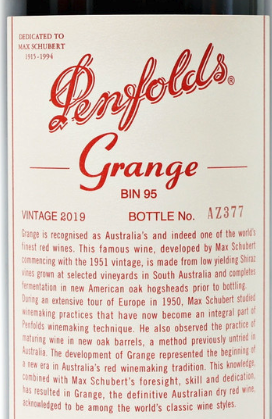 DEDICATED TO
MAX SCHUBERT
1915-1994
Penfolds®
Grange
BIN 95
VINTAGE 2019 BOTTLE No. AZ377
Grange is recognised as Australia's and indeed one of the world's
finest red wines. This famous wine, developed by Max Schubert
commencing with the 1951 vintage, is made from low yielding Shiraz
vines grown at selected vineyards in South Australia and completes
fermentation in new American oak hogsheads prior to bottling.
During an extensive tour of Europe in 1950, Max Schubert studied
winemaking practices that have now become an integral part of
Penfolds winemaking technique. He also observed the practice of
maturing wine in new oak barrels, a method previously untried in
Australia. The development of Grange represented the beginning of
a new era in Australia's red winemaking tradition. This knowledge,
combined with Max Schubert's foresight, skill and dedication,
has resulted in Grange, the definitive Australian dry red wine,
acknowledged to be among the world's classic wine styles.